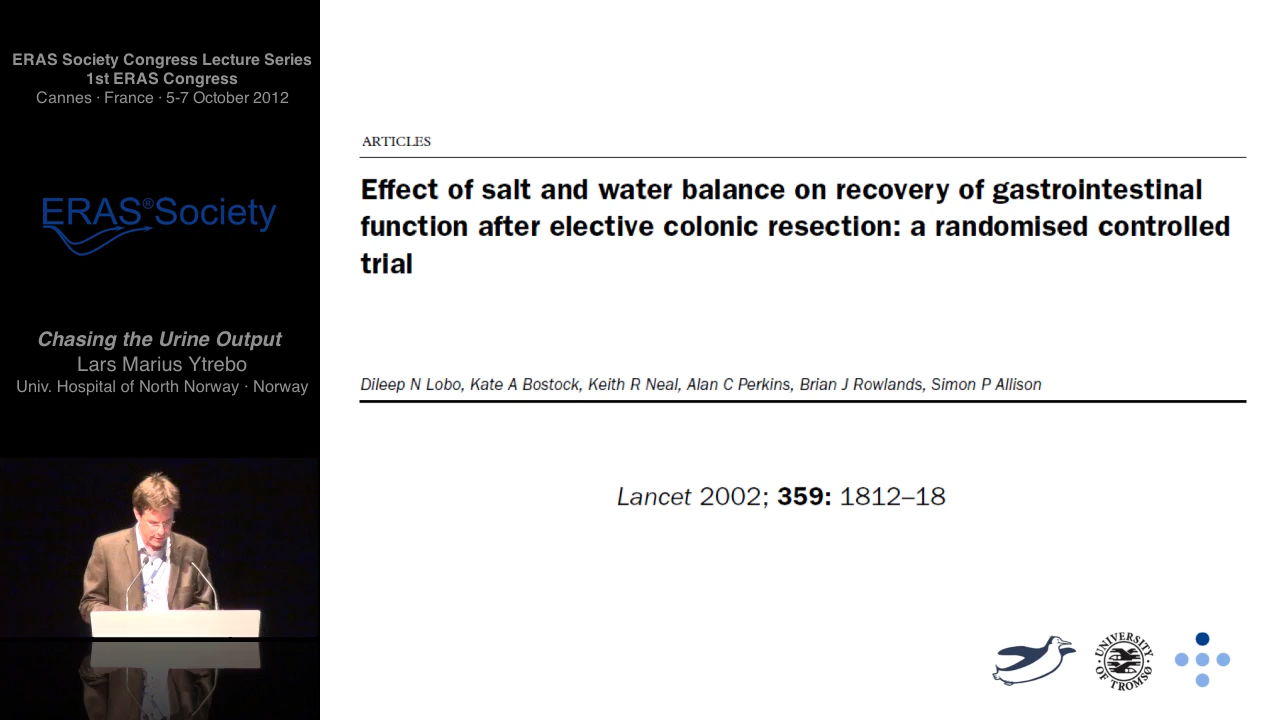 ERAS Society Congress Lecture Series
1st ERAS Congress
Cannes · France · 5-7 October 2012
ERAS®Society
Chasing the Urine Output
Lars Marius Ytrebo
Univ. Hospital of North Norway · Norway
ARTICLES
Effect of salt and water balance on recovery of gastrointestinal
function after elective colonic resection: a randomised controlled
trial
Dileep N Lobo, Kate A Bostock, Keith R Neal, Alan C Perkins, Brian J Rowlands, Simon P Allison
Lancet 2002; 359: 1812–18
UNIVERSITY
OF TROMSØ